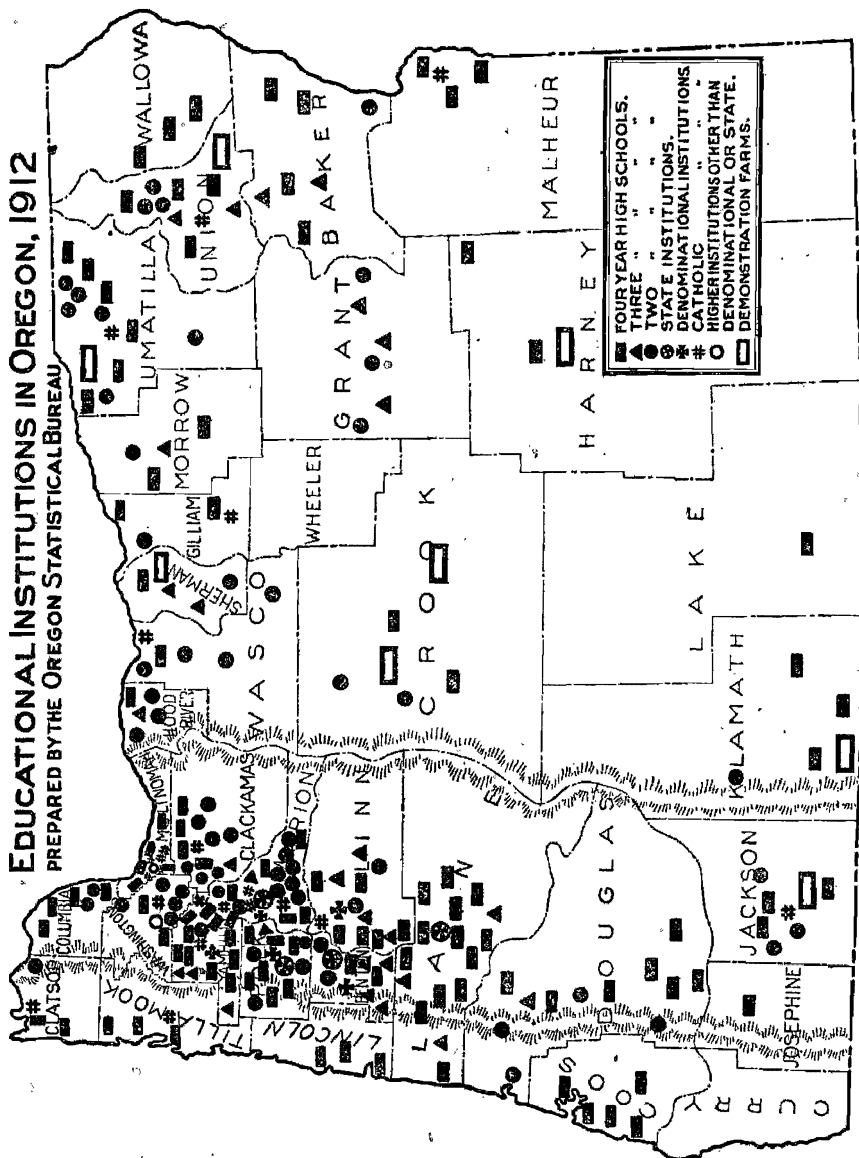 EDUCATIONAL INSTITUTIONS IN OREGON, 1912
PREPARED BY THE OREGON STATISTICAL BUREAU
CLATSOP
COLUMBIA
TILLAMOOK
WASHINGTON
MULTNOMAH
YAMHILL
CLACKAMAS
HOOD RIVER
WASCO
SHERMAN
GILLIAM
MORROW
UMATILLA
UNION
WALLOWA
BAKER
GRANT
WHEELER
CROOK
MARION
LINN
LINCOLN
BENTON
LANE
DOUGLAS
COOS
CURRY
JOSEPHINE
JACKSON
KLAMATH
LAKE
HARNEY
MALHEUR
FOUR YEAR HIGH SCHOOLS.
THREE " " " "
TWO " " " "
STATE INSTITUTIONS.
DENOMINATIONAL INSTITUTIONS
CATHOLIC " "
HIGHER INSTITUTIONS OTHER THAN
DENOMINATIONAL OR STATE.
DEMONSTRATION FARMS.